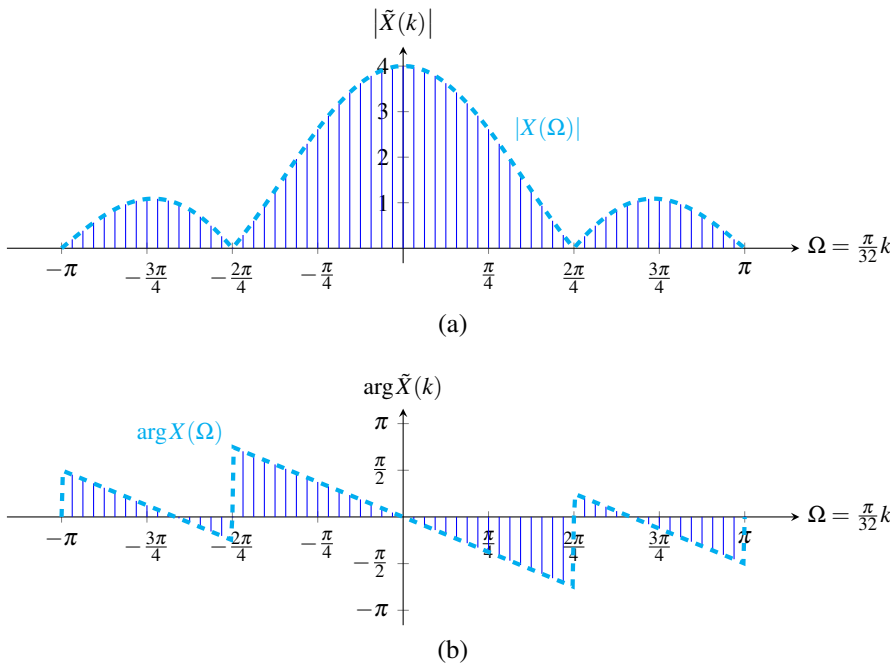 |X̃(k)|
4
3
2
1
|X(Ω)|
−π
−3π/4
−2π/4
−π/4
π/4
2π/4
3π/4
π
Ω = π/32 k
(a)
arg X̃(k)
π
π/2
−π/2
−π
arg X(Ω)
−π
−3π/4
−2π/4
−π/4
π/4
2π/4
3π/4
π
Ω = π/32 k
(b)